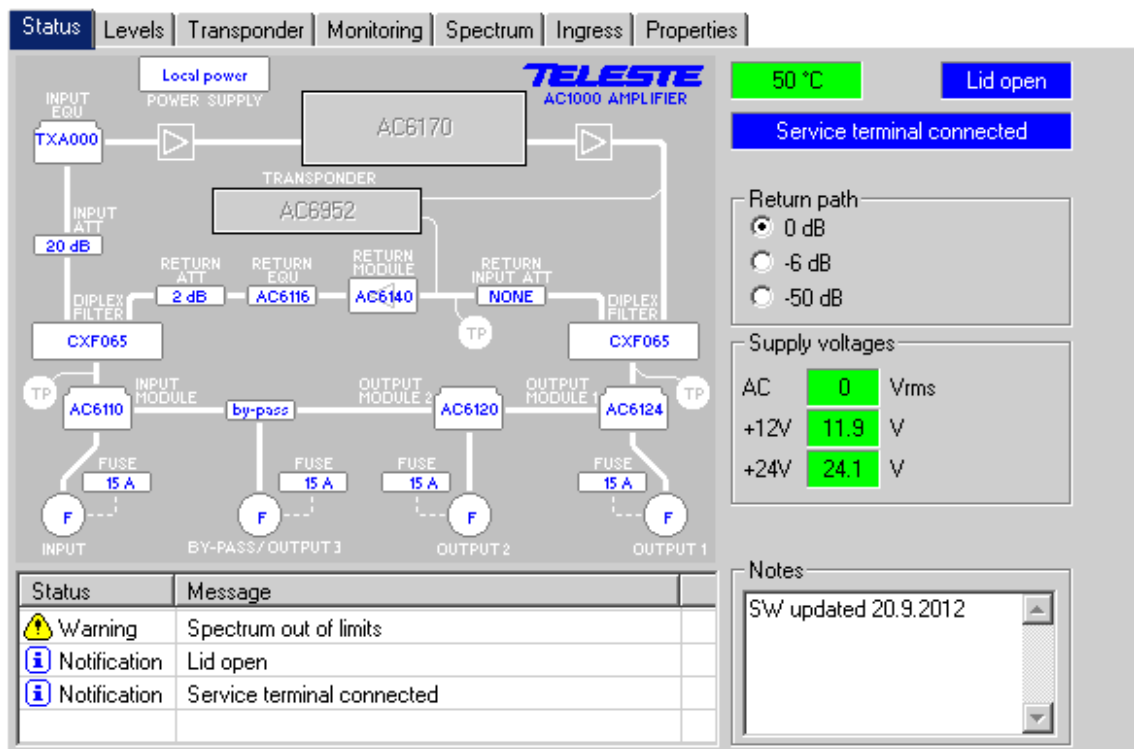 Status Levels Transponder Monitoring Spectrum Ingress Properties
Local power
POWER SUPPLY
TELESTE
AC1000 AMPLIFIER
INPUT
EQU
TXA000
AC6170
TRANSPONDER
AC6952
INPUT
ATT
20 dB
RETURN
ATT
2 dB
RETURN
EQU
AC6116
RETURN
MODULE
AC6140
RETURN
INPUT ATT
NONE
DIPLEX
FILTER
CXF065
TP
DIPLEX
FILTER
CXF065
TP
INPUT
MODULE
AC6110
by-pass
OUTPUT
MODULE 2
AC6120
OUTPUT
MODULE 1
AC6124
TP
FUSE
15 A
FUSE
15 A
FUSE
15 A
FUSE
15 A
F
F
F
F
INPUT
BY-PASS/OUTPUT3
OUTPUT2
OUTPUT 1
50 °C
Lid open
Service terminal connected
Return path
0 dB
-6 dB
-50 dB
Supply voltages
AC 0 Vrms
+12V 11.9 V
+24V 24.1 V
Status Message
Warning Spectrum out of limits
Notification Lid open
Notification Service terminal connected
Notes
SW updated 20.9.2012